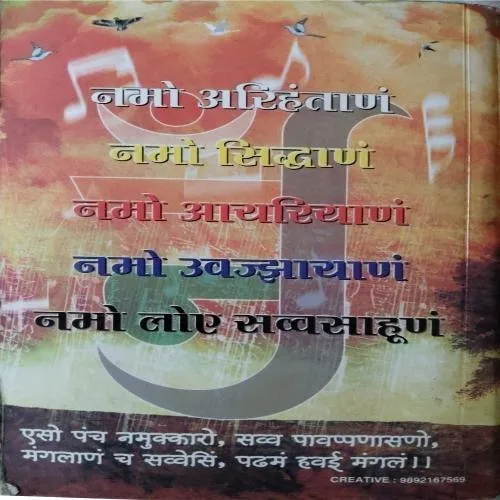 नमो अरिहंताणं
नमो सिद्धाणं
नमो आयरियाणं
नमो उवज्झायाणं
नमो लोए सव्वसाहूणं
एसो पंच नमुक्कारो, सव्व पावप्पणासणो,
मंगलाणं च सव्वेसिं, पढमं हवई मंगलं।।
CREATIVE : 9892167569